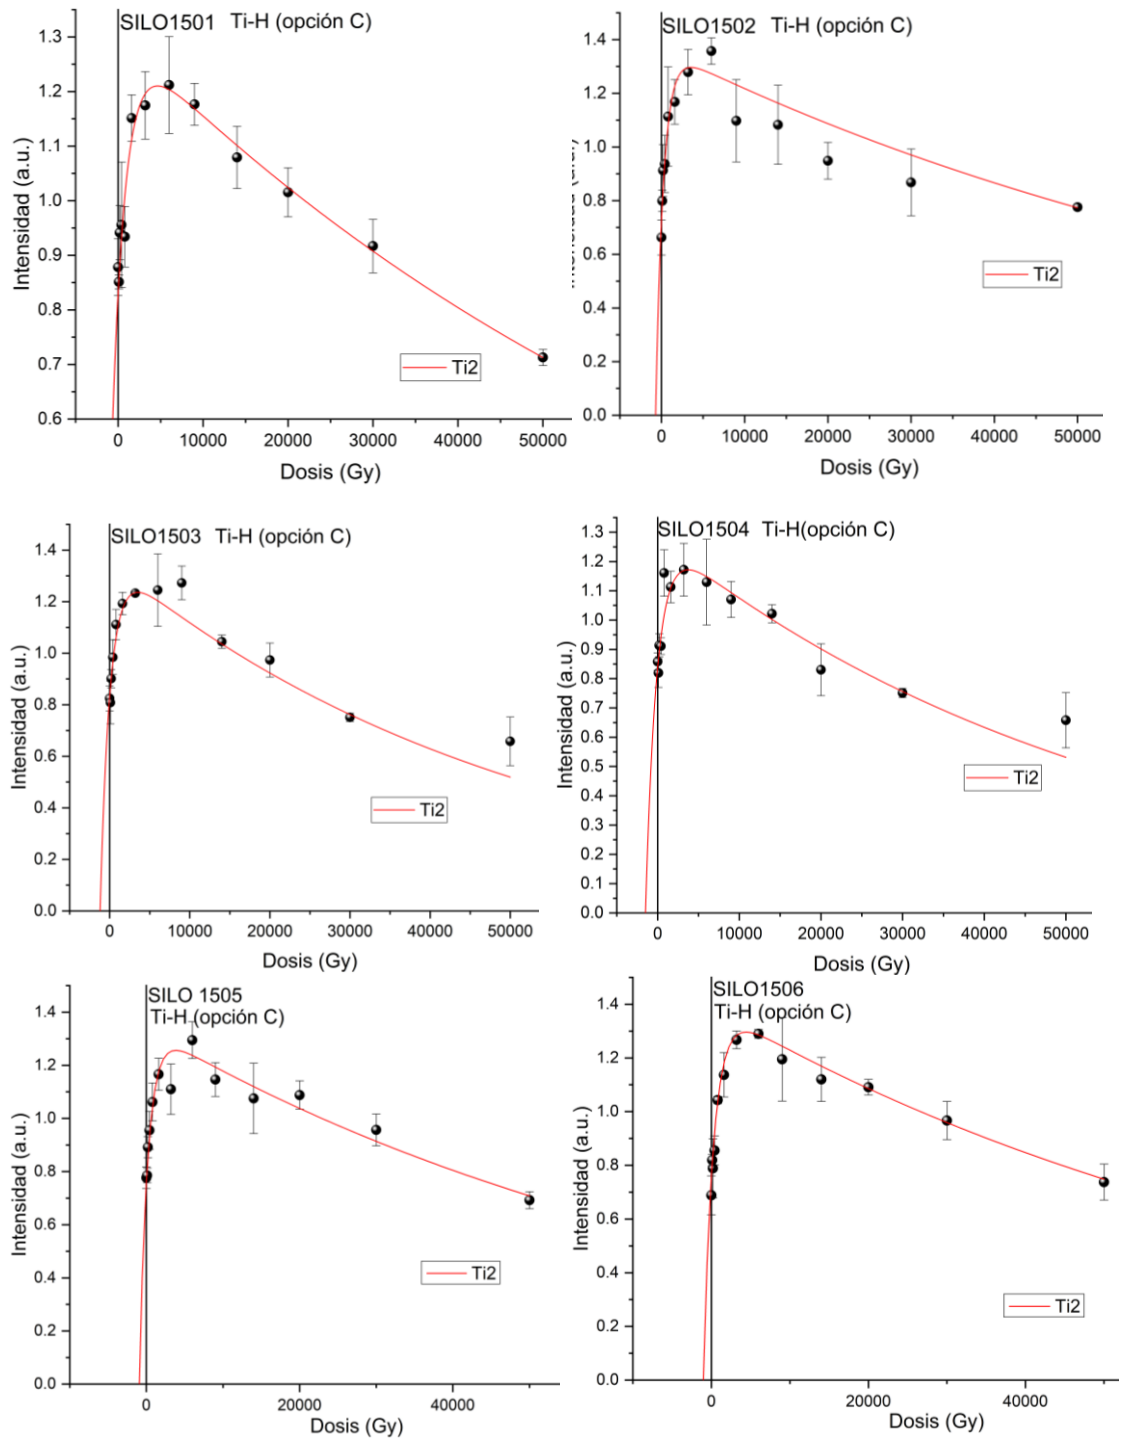 SILO1501 Ti-H (opción C)
1.3
1.2
1.1
1.0
0.9
0.8
0.7
0.6
Intensidad (a.u.)
Ti2
0 10000 20000 30000 40000 50000
Dosis (Gy)
SILO1502 Ti-H (opción C)
1.4
1.2
1.0
0.8
0.6
0.4
0.2
0.0
Intensidad (a.u.)
Ti2
0 10000 20000 30000 40000 50000
Dosis (Gy)
SILO1503 Ti-H (opción C)
1.4
1.2
1.0
0.8
0.6
0.4
0.2
0.0
Intensidad (a.u.)
Ti2
0 10000 20000 30000 40000 50000
Dosis (Gy)
SILO1504 Ti-H(opción C)
1.3
1.2
1.1
1.0
0.9
0.8
0.7
0.6
0.5
0.4
0.3
0.2
0.1
0.0
Intensidad (a.u.)
Ti2
0 10000 20000 30000 40000 50000
Dosis (Gy)
SILO 1505
Ti-H (opción C)
1.4
1.2
1.0
0.8
0.6
0.4
0.2
0.0
Intensidad (a.u.)
Ti2
0 20000 40000
Dosis (Gy)
SILO1506
Ti-H (opción C)
1.4
1.2
1.0
0.8
0.6
0.4
0.2
0.0
Intensidad (a.u.)
Ti2
0 20000 40000
Dosis (Gy)